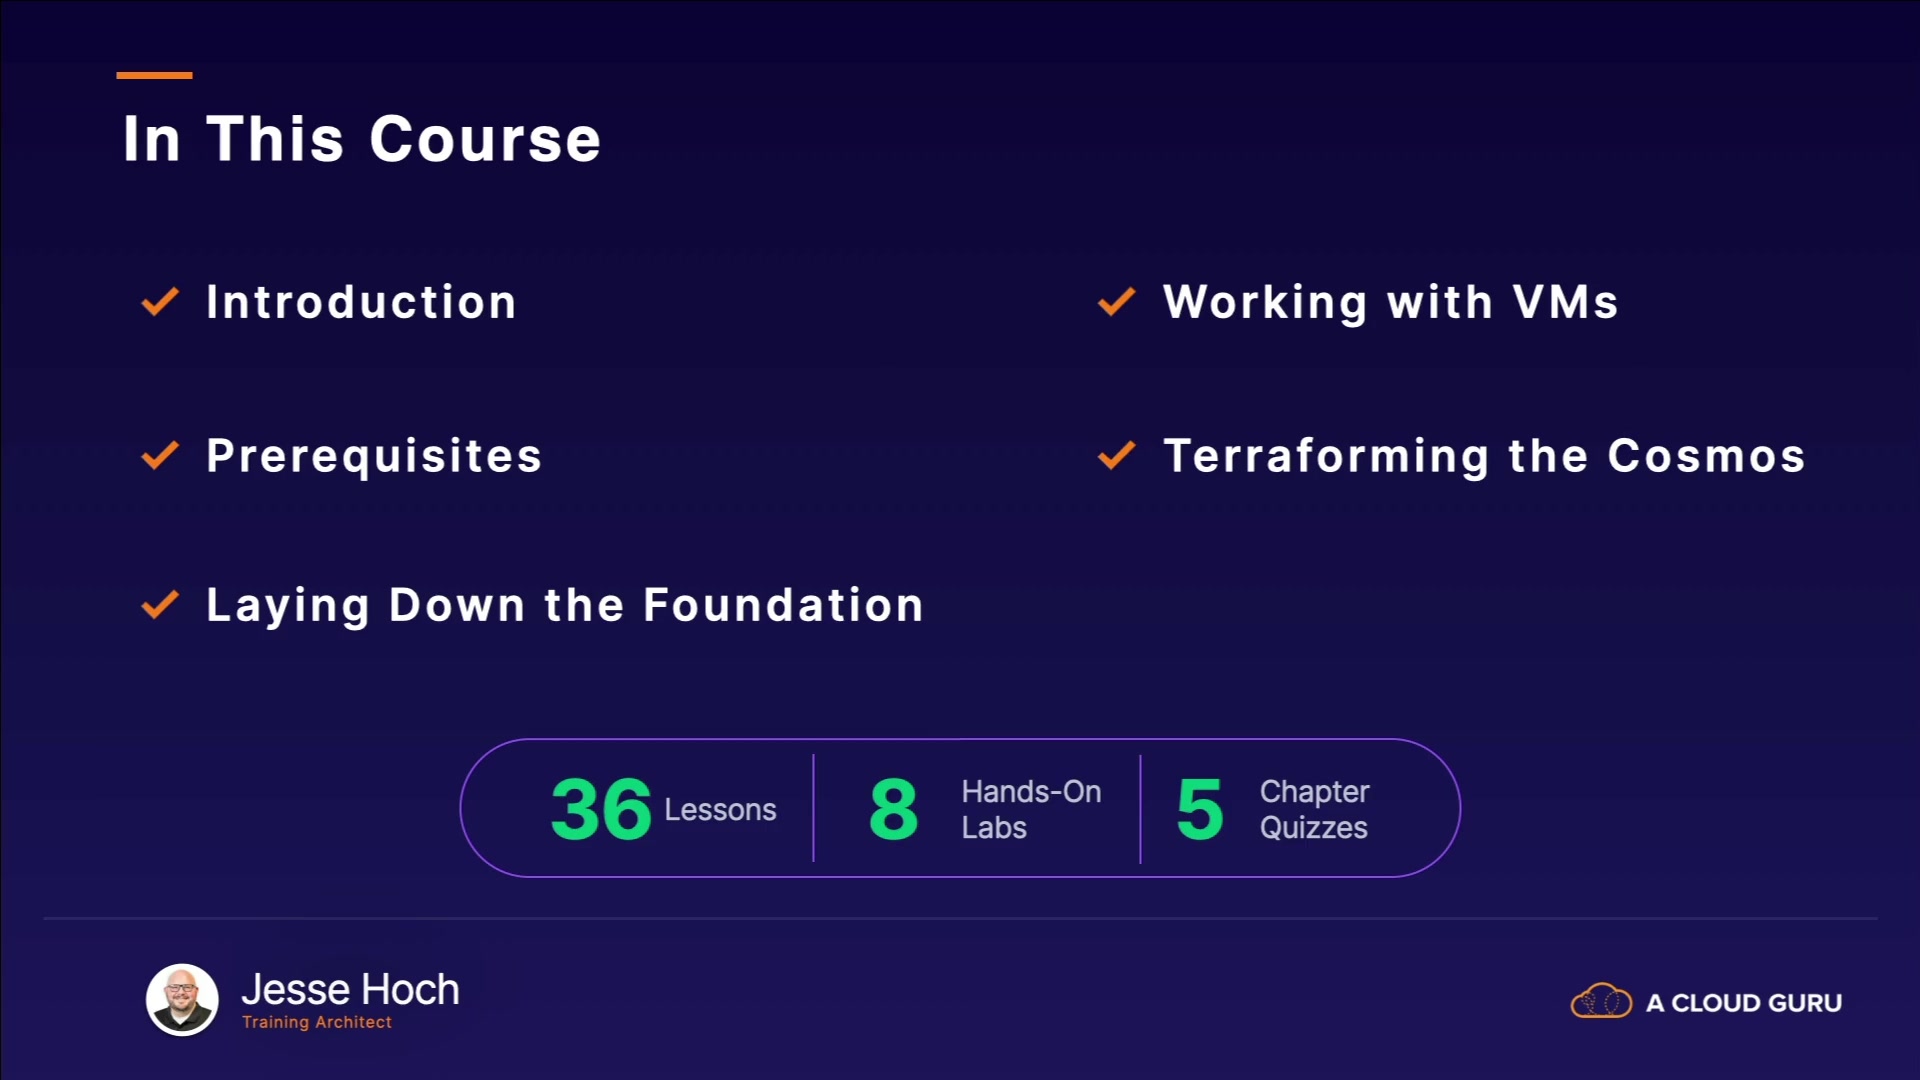 In This Course
Introduction
Prerequisites
Laying Down the Foundation
Working with VMs
Terraforming the Cosmos
36 Lessons
8 Hands-On
Labs
5 Chapter
Quizzes
Jesse Hoch
Training Architect
A CLOUD GURU